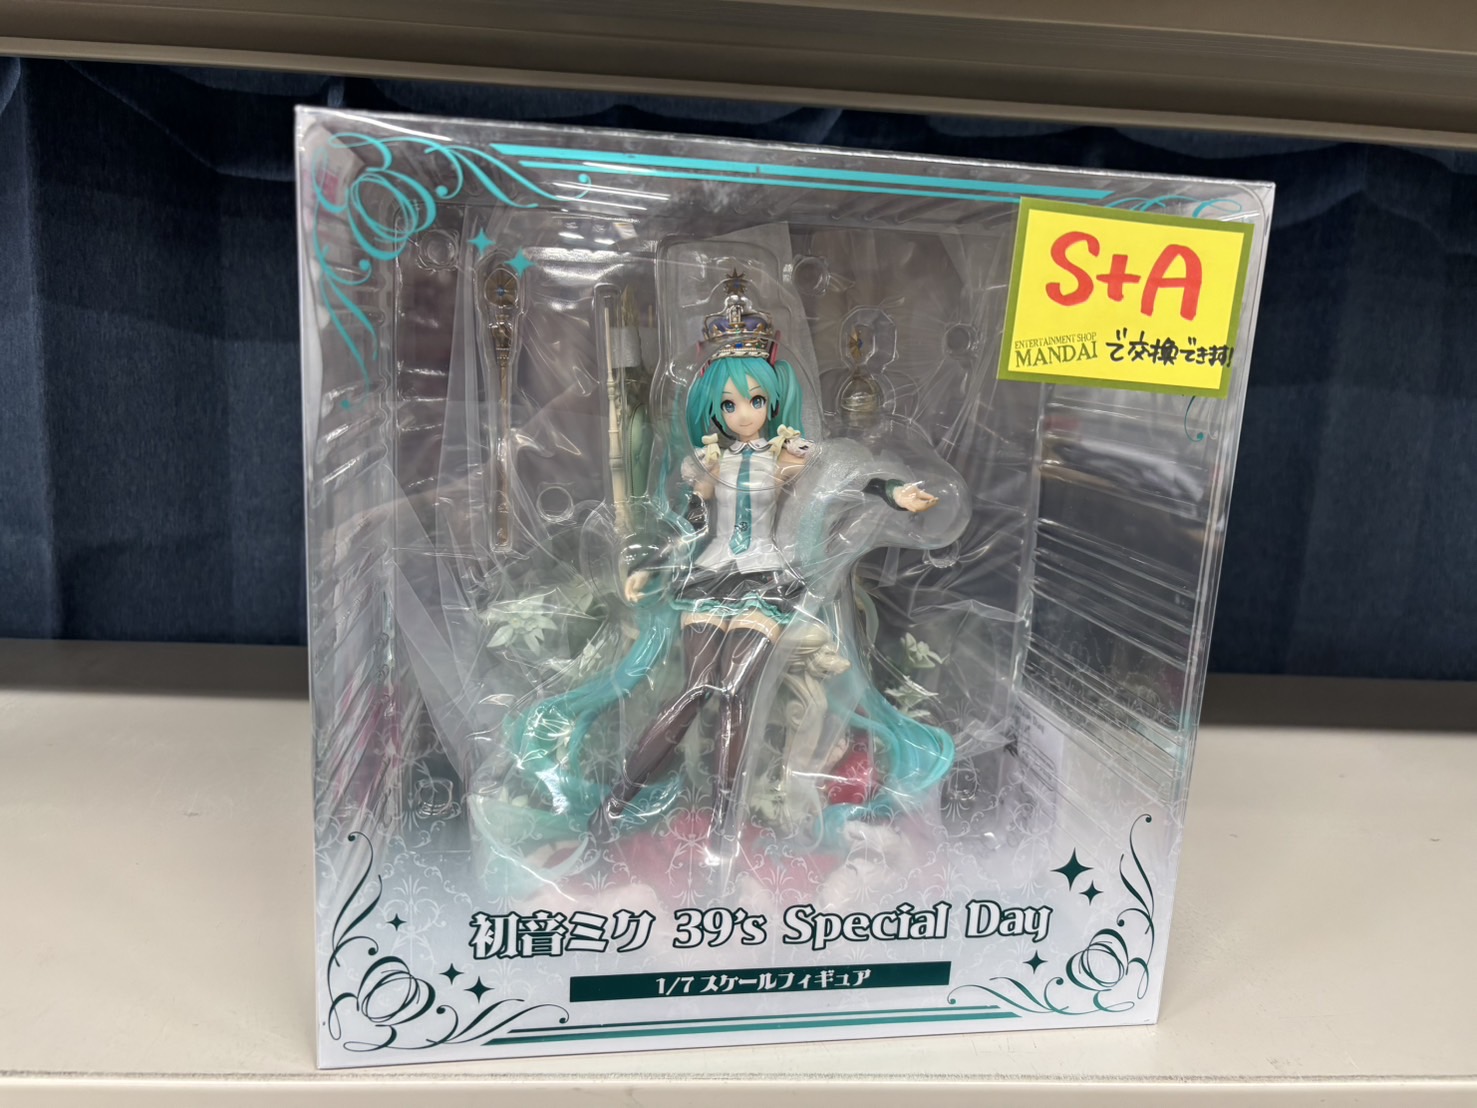 S+A
ENTERTAINMENT SHOP
MANDAI で交換できます!
初音ミク 39's Special Day
1/7 スケールフィギュア